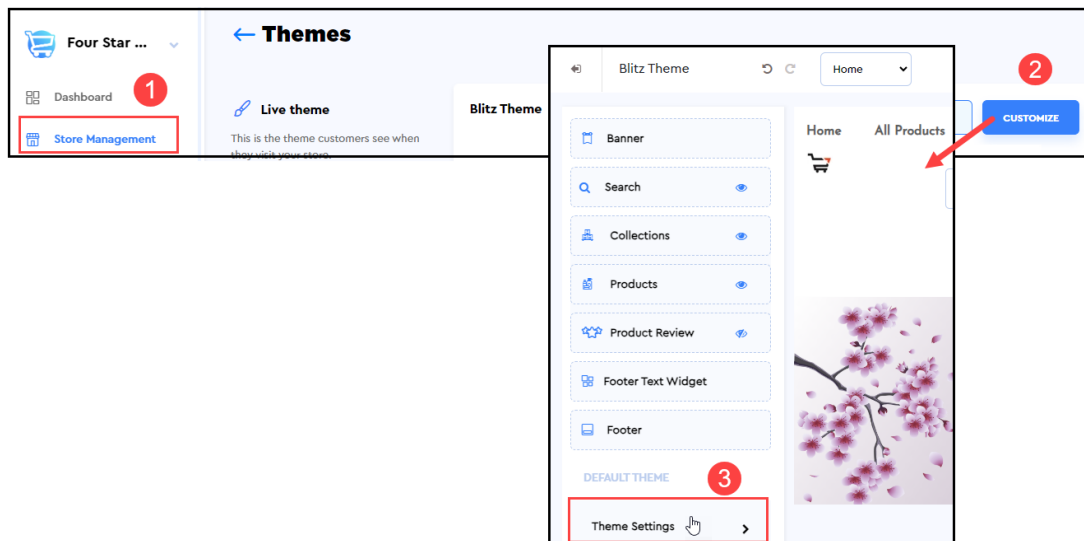 Four Star ...
Dashboard
1
Store Management
Themes
Live theme
This is the theme customers see when
they visit your store.
Blitz Theme
2
CUSTOMIZE
Blitz Theme
Home
Banner
Search
Collections
Products
Product Review
Footer Text Widget
Footer
DEFAULT THEME
3
Theme Settings
Home All Products